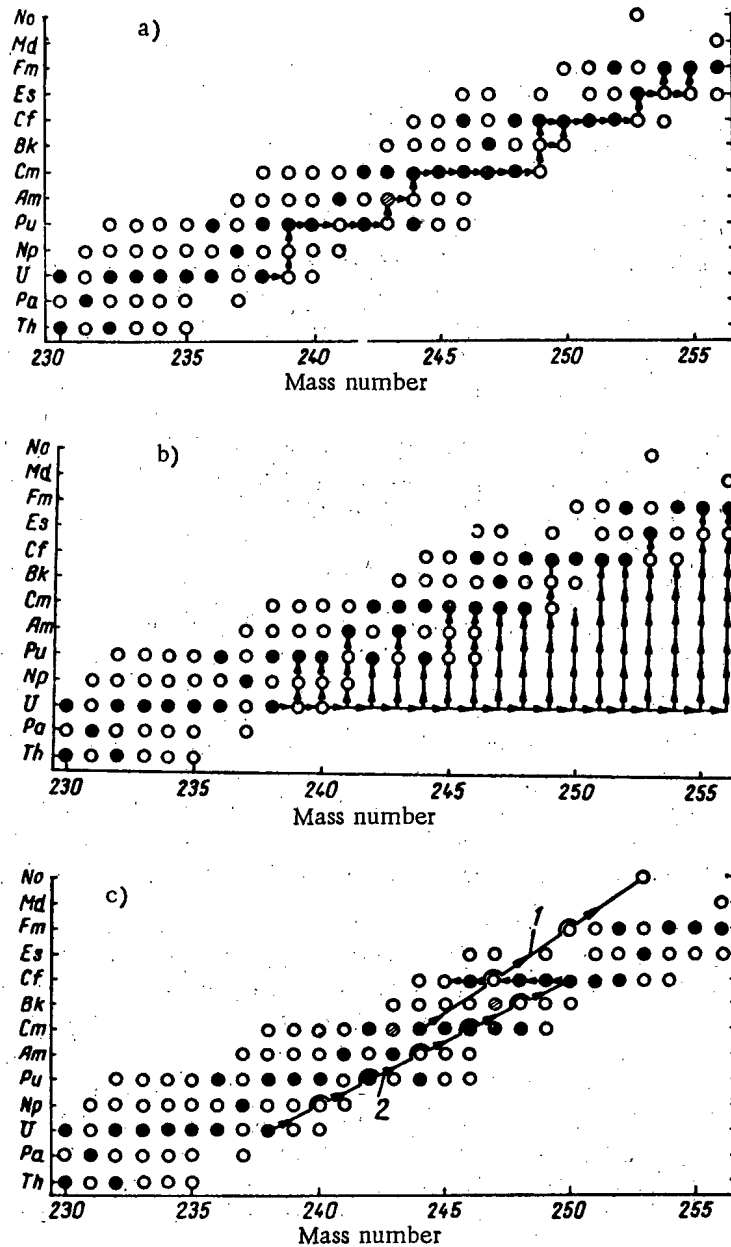 a)
No
Md
Fm
Es
Cf
Bk
Cm
Am
Pu
Np
U
Pa
Th
230 235 240 245 250 255
Mass number
b)
No
Md
Fm
Es
Cf
Bk
Cm
Am
Pu
Np
U
Pa
Th
230 235 240 245 250 255
Mass number
c)
No
Md
Fm
Es
Cf
Bk
Cm
Am
Pu
Np
U
Pa
Th
1
2
230 235 240 245 250 255
Mass number